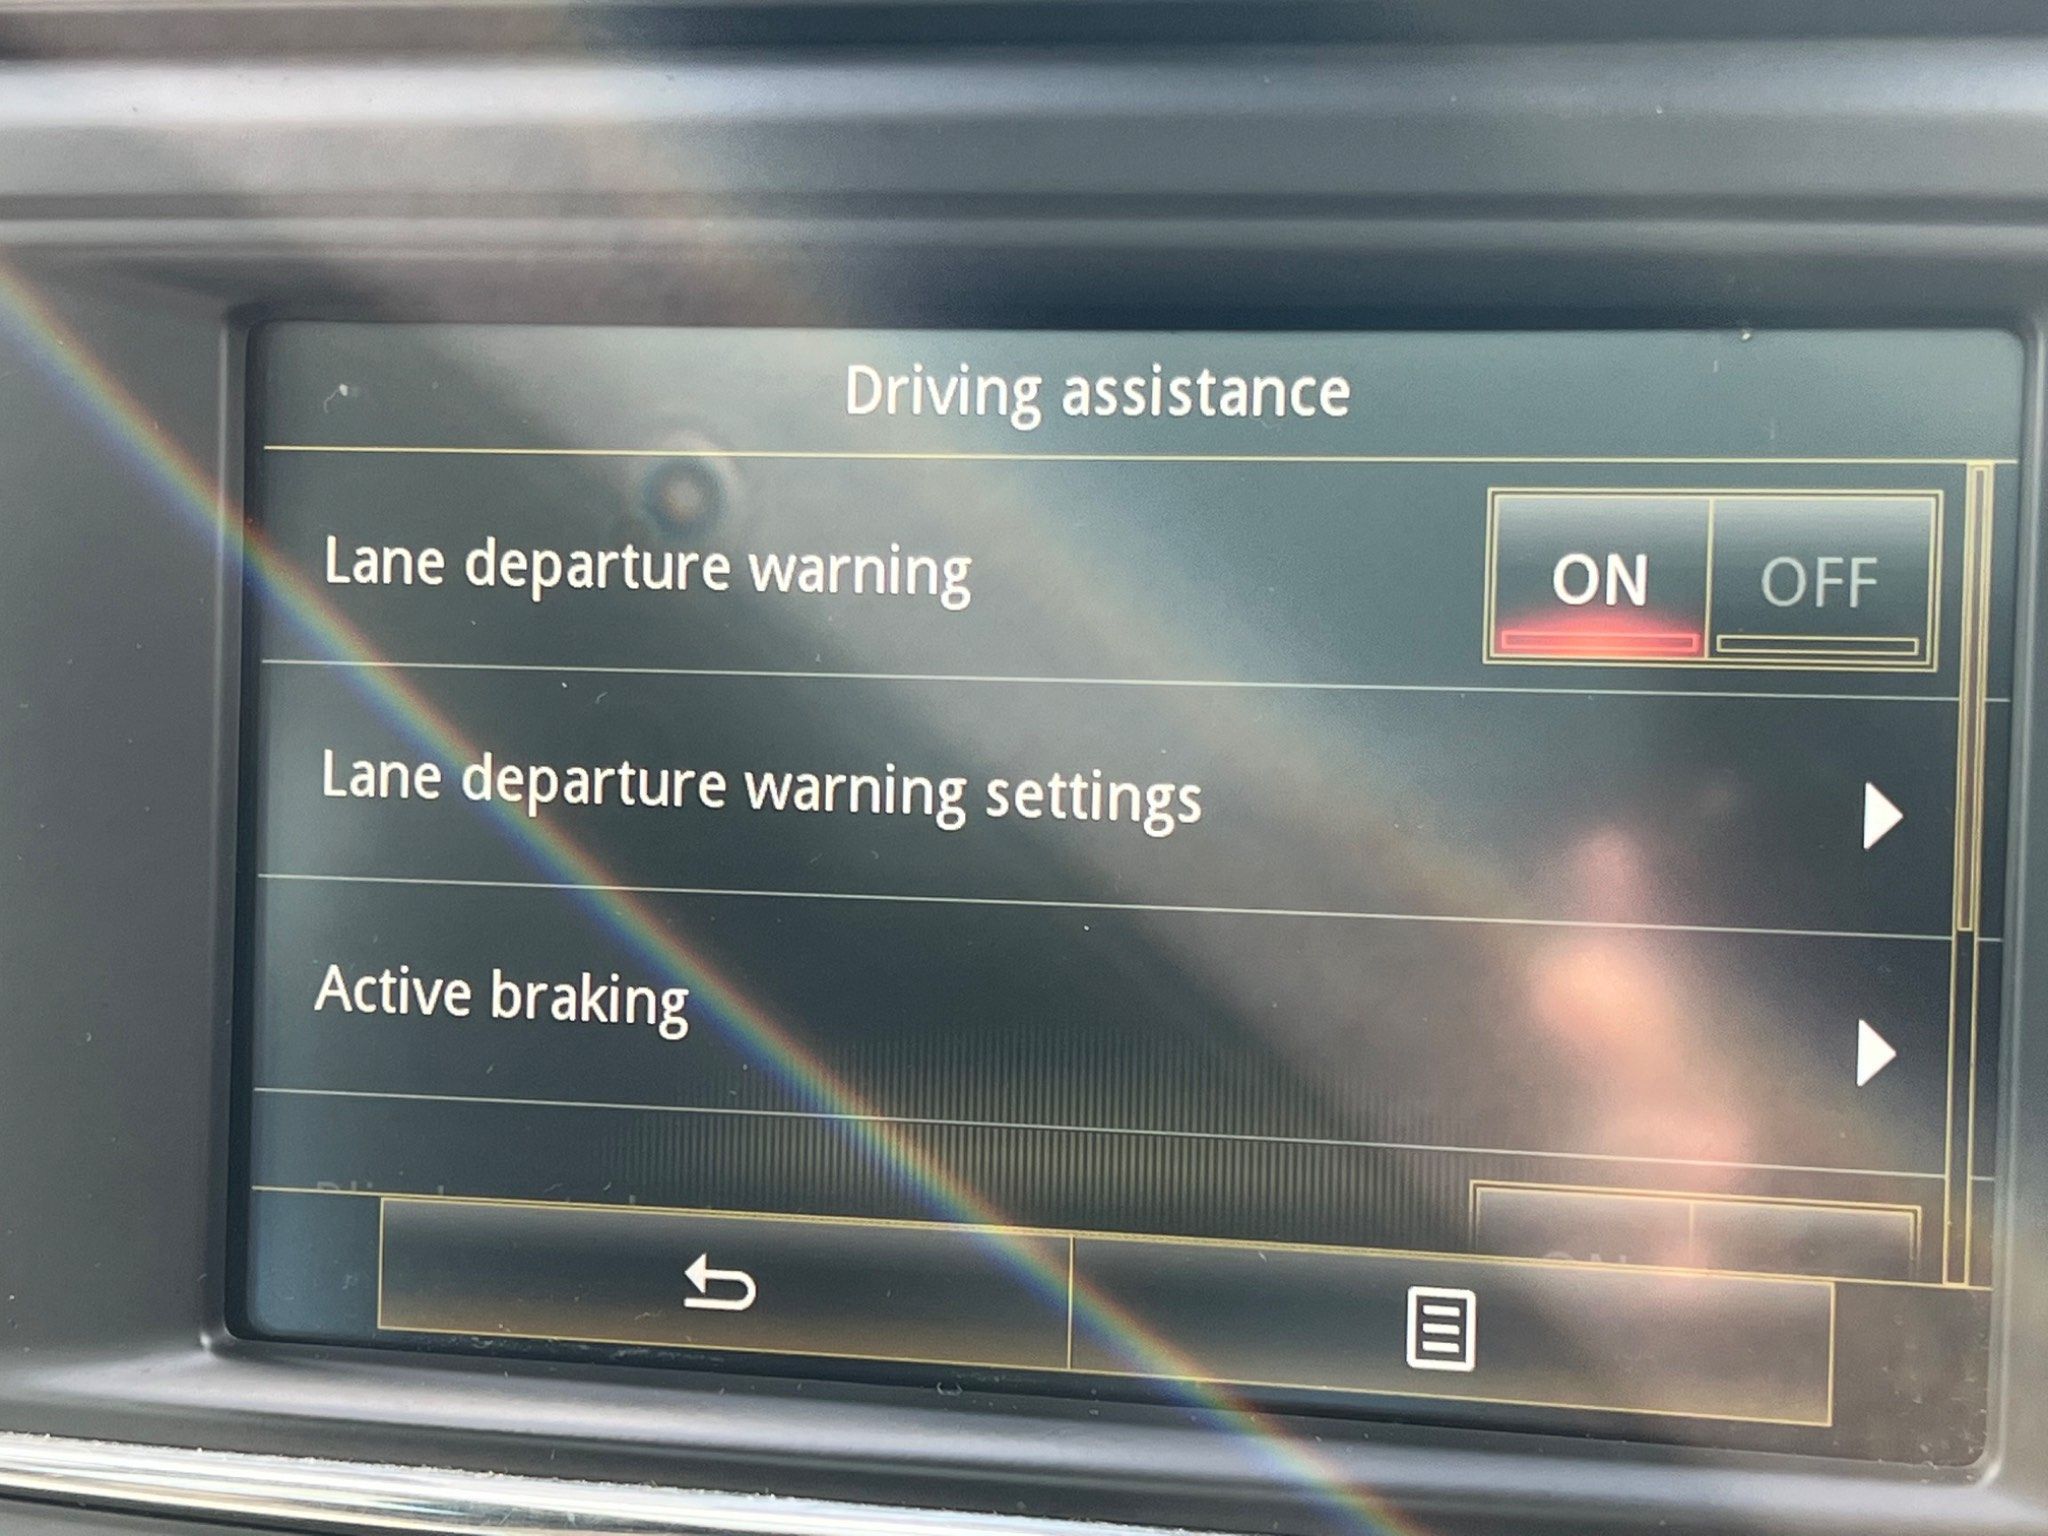 Driving assistance
Lane departure warning
ON OFF
Lane departure warning settings
Active braking